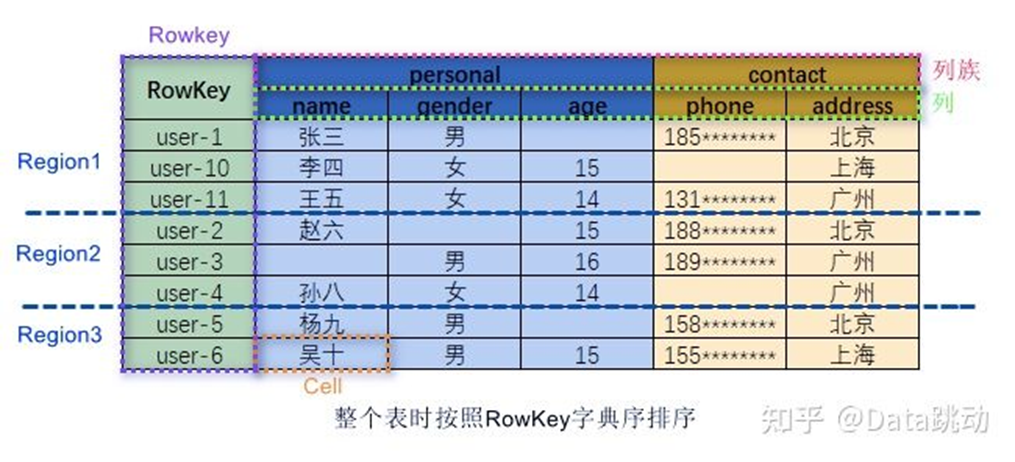 Rowkey
RowKey personal contact 列族
name gender age phone address 列
user-1 张三 男 185******** 北京
Region1 user-10 李四 女 15 上海
user-11 王五 女 14 131******** 广州
user-2 赵六 15 188******** 北京
Region2 user-3 男 16 189******** 广州
user-4 孙八 女 14 广州
Region3 user-5 杨九 男 158******** 北京
user-6 吴十 男 15 155******** 上海
Cell
整个表时按照RowKey字典序排序
知乎 @Data跳动